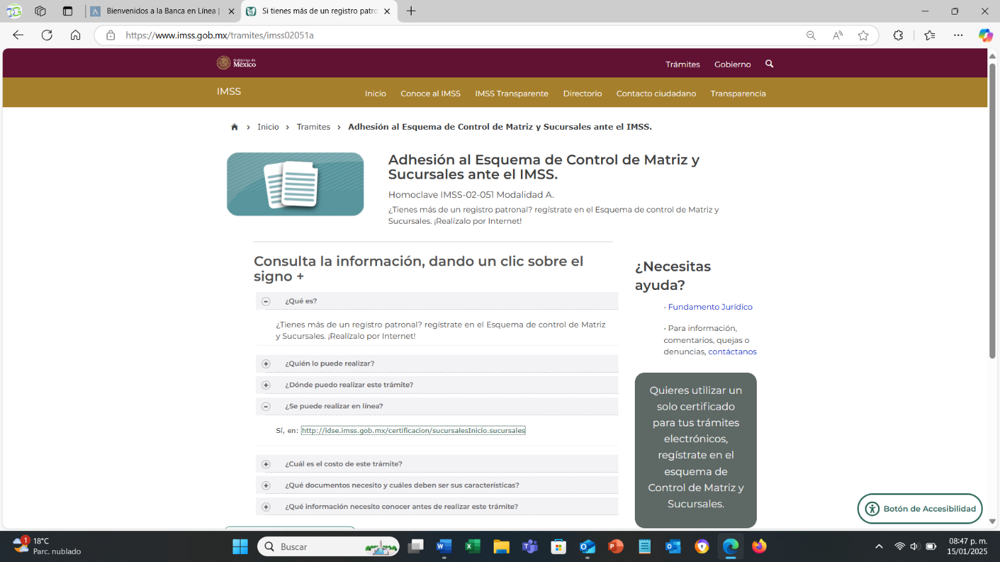 Bienvenidos a la Banca en Línea |
Si tienes más de un registro patro
https://www.imss.gob.mx/tramites/imss02051a
Gobierno de
México
Trámites
Gobierno
IMSS
Inicio
Conoce al IMSS
IMSS Transparente
Directorio
Contacto ciudadano
Transparencia
Inicio > Tramites > Adhesión al Esquema de Control de Matriz y Sucursales ante el IMSS.
Adhesión al Esquema de Control de Matriz y
Sucursales ante el IMSS.
Homoclave IMSS-02-051 Modalidad A.
¿Tienes más de un registro patronal? regístrate en el Esquema de control de Matriz y
Sucursales. ¡Realízalo por Internet!
Consulta la información, dando un clic sobre el
signo +
¿Qué es?
¿Tienes más de un registro patronal? regístrate en el Esquema de control de Matriz
y Sucursales. ¡Realízalo por Internet!
¿Quién lo puede realizar?
¿Dónde puedo realizar este trámite?
¿Se puede realizar en línea?
Sí, en: http://idse.imss.gob.mx/certificacion/sucursalesInicio.sucursales
¿Cuál es el costo de este trámite?
¿Qué documentos necesito y cuáles deben ser sus características?
¿Qué información necesito conocer antes de realizar este trámite?
¿Necesitas
ayuda?
· Fundamento Jurídico
· Para información,
comentarios, quejas o
denuncias, contáctanos
Quieres utilizar un
solo certificado
para tus trámites
electrónicos,
regístrate en el
esquema de
Control de Matriz y
Sucursales.
Botón de Accesibilidad
1
18°C
Parc. nublado
Buscar
08:47 p. m.
15/01/2025